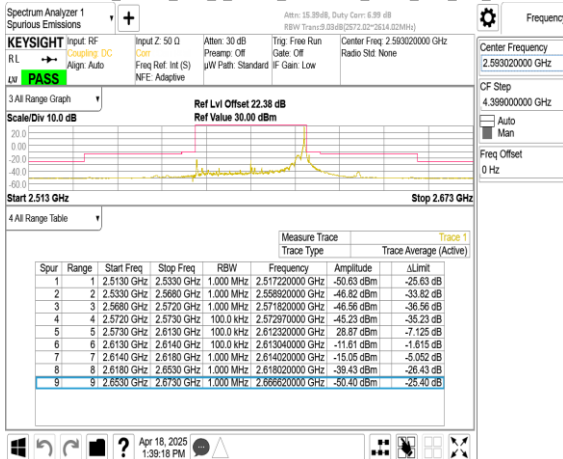 Spectrum Analyzer 1
Spurious Emissions
Attn: 15.39dB, Duty Corr: 6.99 dB
RBW Trans:9.03dB(2572.02~2614.02MHz)
Frequency
KEYSIGHT Input: RF Input Z: 50 Ω Atten: 30 dB Trig: Free Run Center Freq: 2.593020000 GHz
RL Coupling: DC Corr Preamp: Off Gate: Off Radio Std: None
Align: Auto Freq Ref: Int (S) µW Path: Standard IF Gain: Low
LXI PASS NFE: Adaptive
Center Frequency
2.593020000 GHz
CF Step
4.399000000 GHz
Auto
Man
Freq Offset
0 Hz
3 All Range Graph
Scale/Div 10.0 dB
Ref Lvl Offset 22.38 dB
Ref Value 30.00 dBm
20.0
0.00
-20.0
-40.0
-60.0
Start 2.513 GHz Stop 2.673 GHz
4 All Range Table
Measure Trace Trace 1
Trace Type Trace Average (Active)
Spur Range Start Freq Stop Freq RBW Frequency Amplitude ΔLimit
1 1 2.5130 GHz 2.5330 GHz 1.000 MHz 2.517220000 GHz -50.63 dBm -25.63 dB
2 2 2.5330 GHz 2.5680 GHz 1.000 MHz 2.558920000 GHz -46.82 dBm -33.82 dB
3 3 2.5680 GHz 2.5720 GHz 1.000 MHz 2.571820000 GHz -46.56 dBm -36.56 dB
4 4 2.5720 GHz 2.5730 GHz 100.0 kHz 2.572970000 GHz -45.23 dBm -35.23 dB
5 5 2.5730 GHz 2.6130 GHz 100.0 kHz 2.612320000 GHz 28.87 dBm -7.125 dB
6 6 2.6130 GHz 2.6140 GHz 100.0 kHz 2.613040000 GHz -11.61 dBm -1.615 dB
7 7 2.6140 GHz 2.6180 GHz 1.000 MHz 2.614020000 GHz -15.05 dBm -5.052 dB
8 8 2.6180 GHz 2.6530 GHz 1.000 MHz 2.618020000 GHz -39.43 dBm -26.43 dB
9 9 2.6530 GHz 2.6730 GHz 1.000 MHz 2.666620000 GHz -50.40 dBm -25.40 dB
Apr 18, 2025
1:39:18 PM